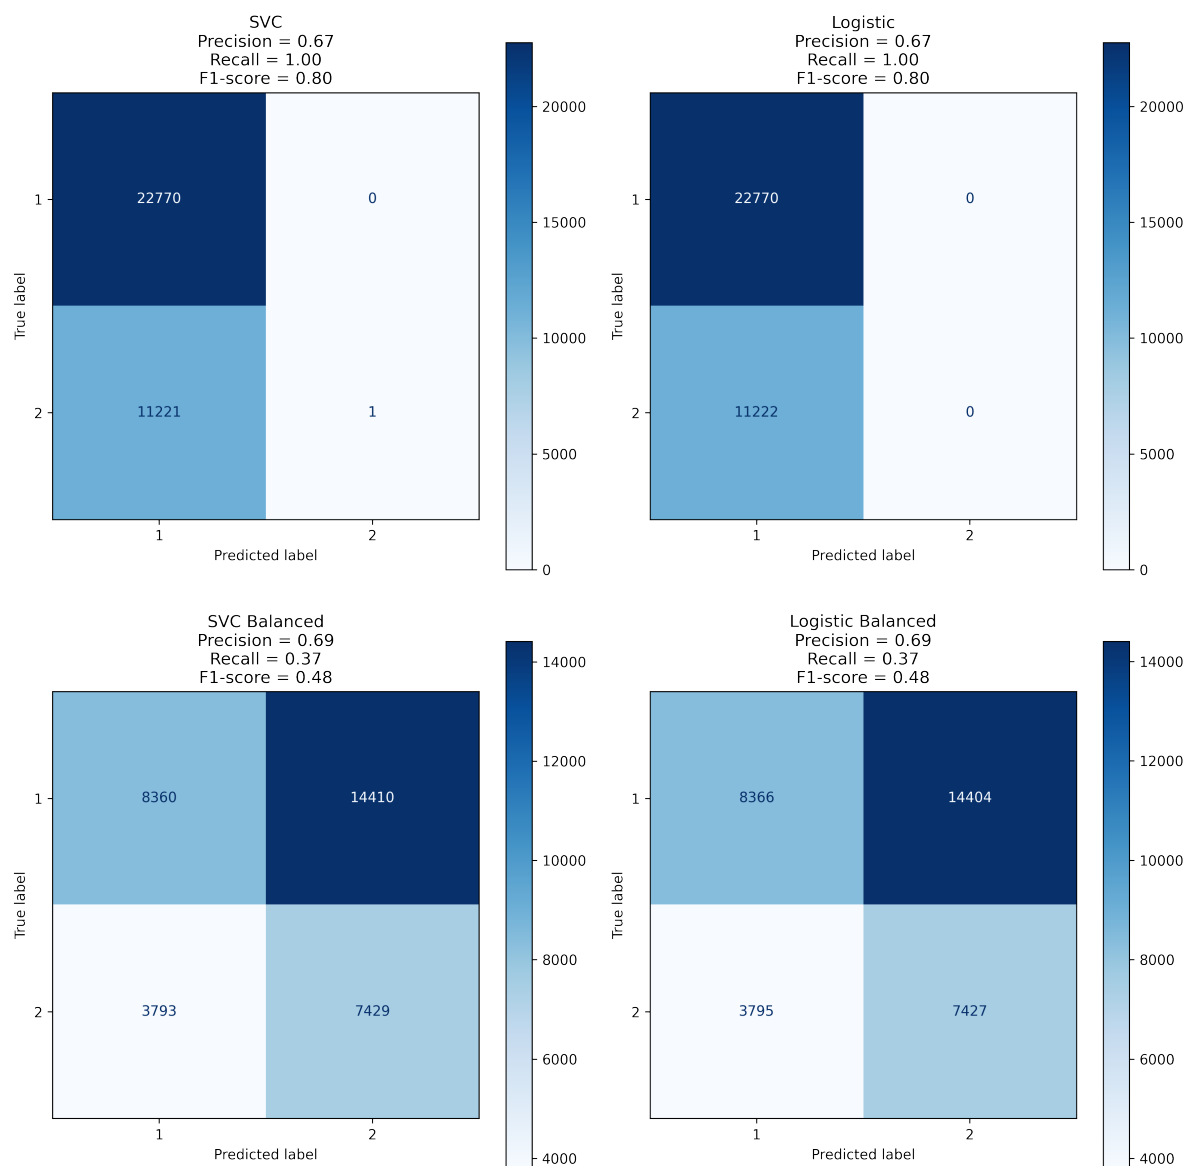 SVC
Precision = 0.67
Recall = 1.00
F1-score = 0.80
20000
15000
10000
5000
0
1
2
True label
22770
0
11221
1
1
2
Predicted label
Logistic
Precision = 0.67
Recall = 1.00
F1-score = 0.80
20000
15000
10000
5000
0
1
2
True label
22770
0
11222
0
1
2
Predicted label
SVC Balanced
Precision = 0.69
Recall = 0.37
F1-score = 0.48
14000
12000
10000
8000
6000
4000
1
2
True label
8360
14410
3793
7429
1
2
Predicted label
Logistic Balanced
Precision = 0.69
Recall = 0.37
F1-score = 0.48
14000
12000
10000
8000
6000
4000
1
2
True label
8366
14404
3795
7427
1
2
Predicted label